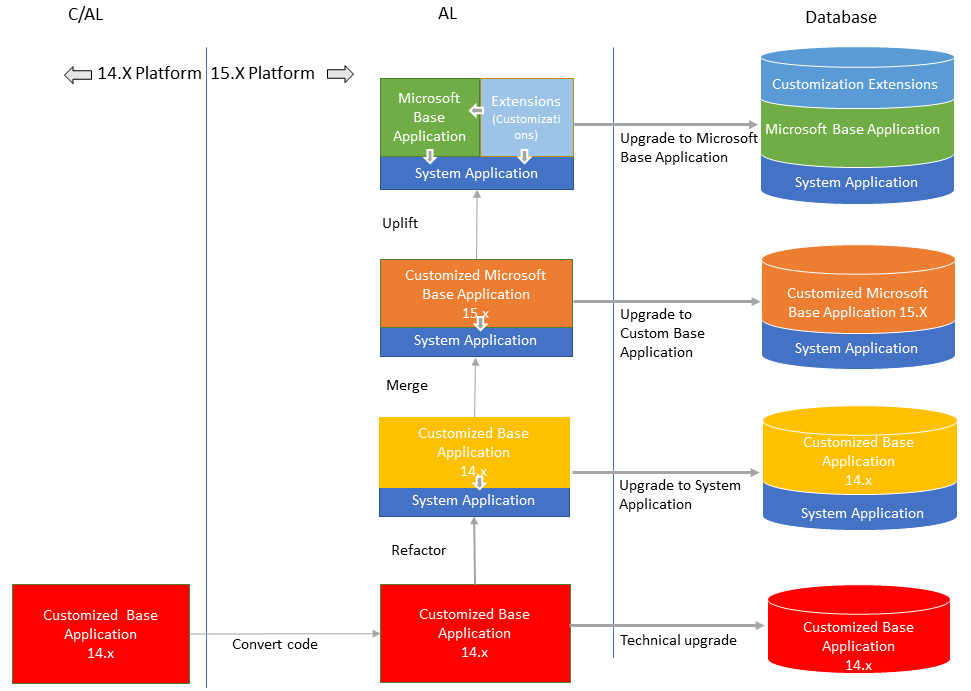 C/AL
AL
Database
14.X Platform
15.X Platform
Microsoft
Base
Application
Extensions
(Customizati
ons)
System Application
Upgrade to Microsoft
Base Application
Customization Extensions
Microsoft Base Application
System Application
Uplift
Customized Microsoft
Base Application
15.x
System Application
Upgrade to
Custom Base
Application
Customized Microsoft
Base Application 15.X
System Application
Merge
Customized Base
Application
14.x
System Application
Upgrade to System
Application
Customized Base
Application
14.x
System Application
Refactor
Customized  Base
Application
14.x
Convert code
Customized Base
Application
14.x
Technical upgrade
Customized Base
Application
14.x